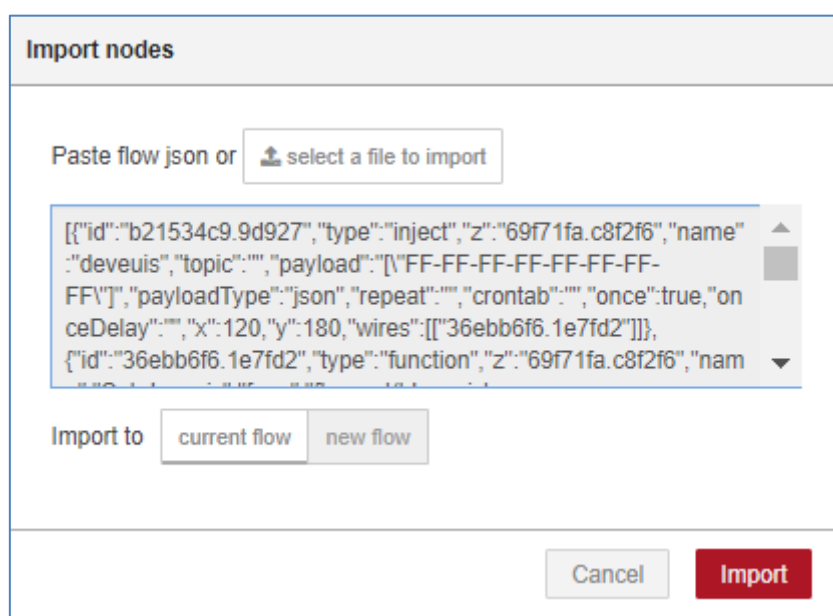 Import nodes
Paste flow json or select a file to import
[{"id":"b21534c9.9d927","type":"inject","z":"69f71fa.c8f2f6","name"
:"deveuis","topic":"","payload":"[\"FF-FF-FF-FF-FF-FF-FF-
FF\"]","payloadType":"json","repeat":"","crontab":"","once":true,"on
ceDelay":"","x":120,"y":180,"wires":[["36ebb6f6.1e7fd2"]]},
{"id":"36ebb6f6.1e7fd2","type":"function","z":"69f71fa.c8f2f6","nam
Import to current flow new flow
Cancel Import